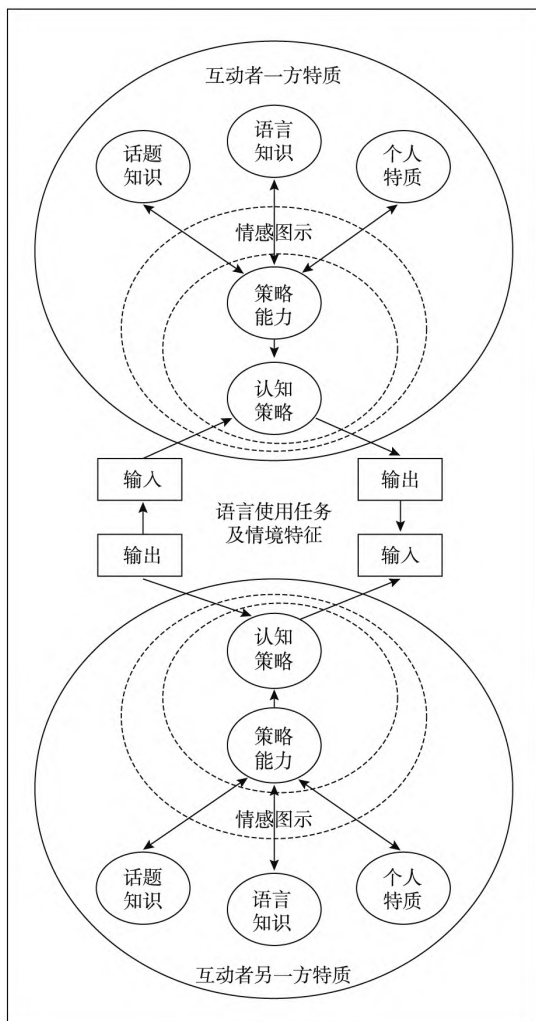 互动者一方特质
话题
知识
语言
知识
个人
特质
情感图示
策略
能力
认知
策略
输入
输出
语言使用任务
及情境特征
输出
输入
认知
策略
策略
能力
情感图示
话题
知识
语言
知识
个人
特质
互动者另一方特质